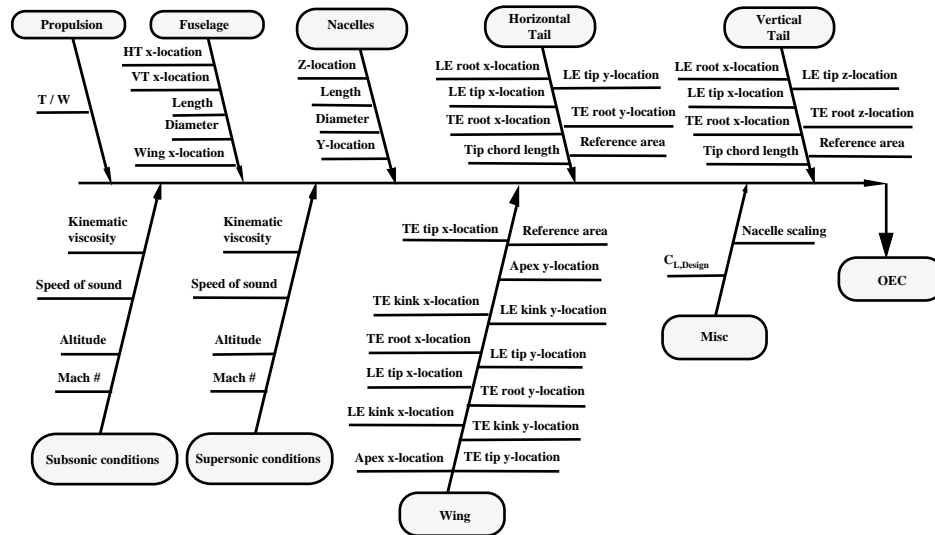 Propulsion
Fuselage
Nacelles
Horizontal
Tail
Vertical
Tail
T / W
HT x-location
VT x-location
Length
Diameter
Wing x-location
Z-location
Length
Diameter
Y-location
LE root x-location
LE tip x-location
TE root x-location
Tip chord length
LE tip y-location
TE root y-location
Reference area
LE root x-location
LE tip x-location
TE root x-location
Tip chord length
LE tip z-location
TE root z-location
Reference area
Kinematic
viscosity
Speed of sound
Altitude
Mach #
Subsonic conditions
Kinematic
viscosity
Speed of sound
Altitude
Mach #
Supersonic conditions
TE tip x-location
TE kink x-location
TE root x-location
LE tip x-location
LE kink x-location
Apex x-location
Reference area
Apex y-location
LE kink y-location
LE tip y-location
TE root y-location
TE kink y-location
TE tip y-location
Wing
Nacelle scaling
CL,Design
Misc
OEC